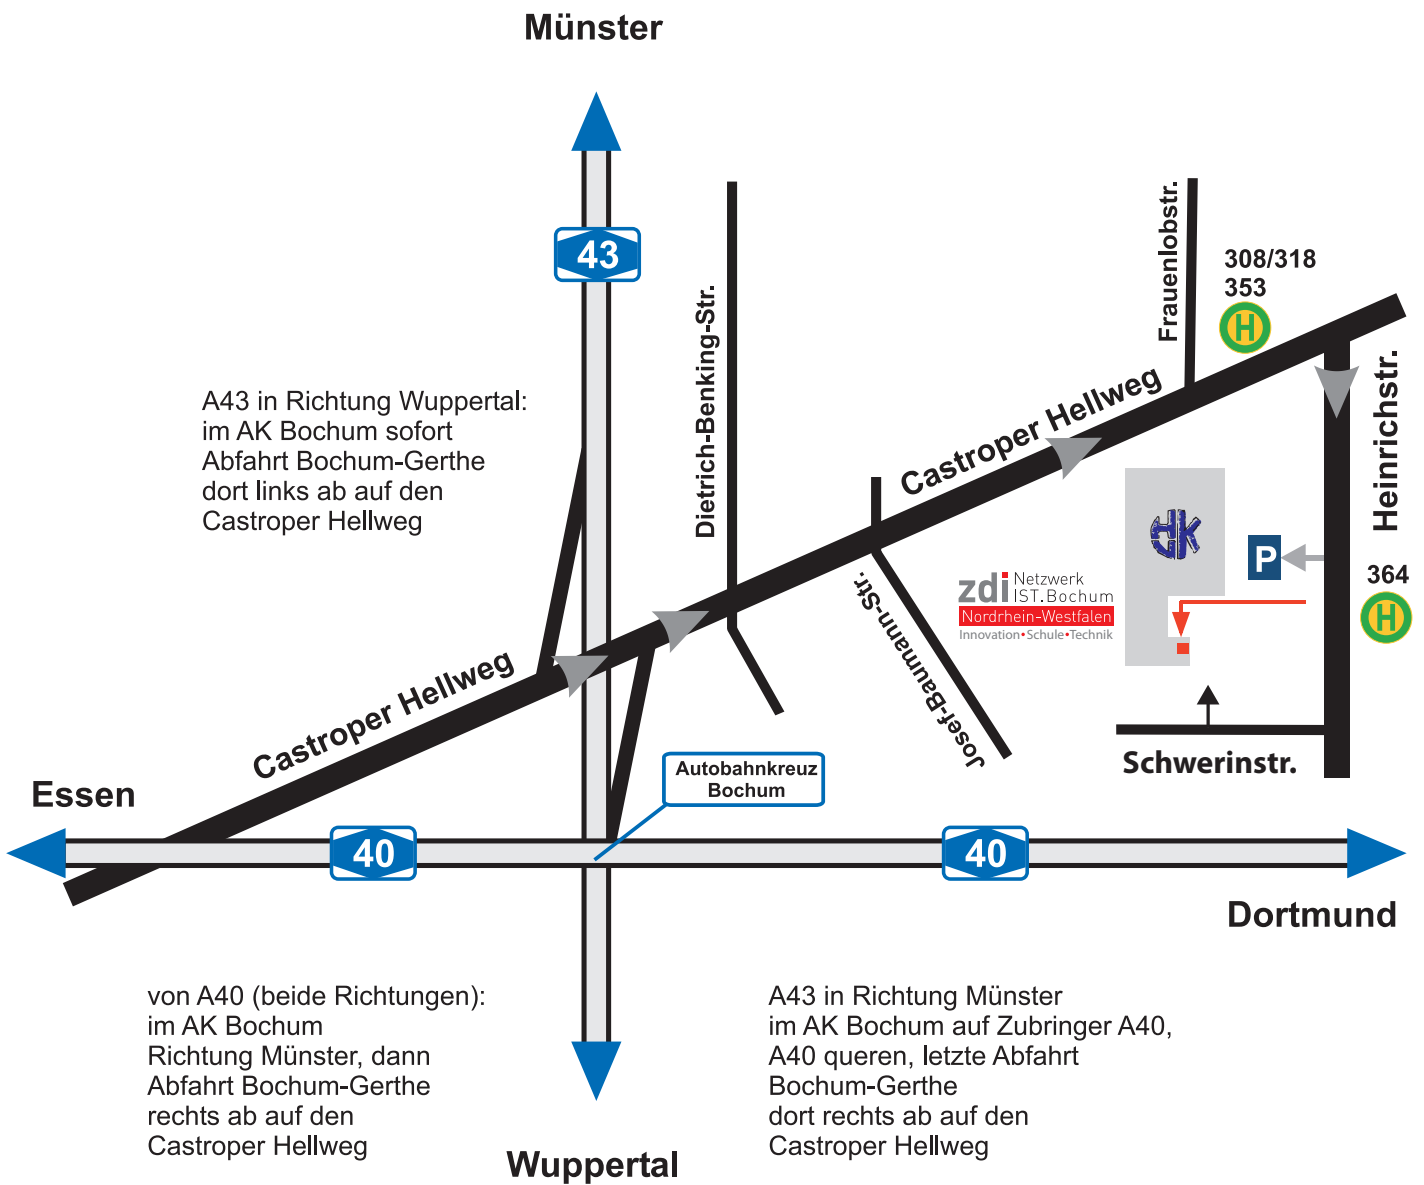 Münster
43
Frauenlobstr.
308/318
353
H
Dietrich-Benking-Str.
Castroper Hellweg
Heinrichstr.
A43 in Richtung Wuppertal:
im AK Bochum sofort
Abfahrt Bochum-Gerthe
dort links ab auf den
Castroper Hellweg
HK
P
364
H
zdi Netzwerk
IST.Bochum
Nordrhein-Westfalen
Innovation•Schule•Technik
Josef-Baumann-Str.
Castroper Hellweg
Schwerinstr.
Autobahnkreuz
Bochum
Essen
40
40
Dortmund
von A40 (beide Richtungen):
im AK Bochum
Richtung Münster, dann
Abfahrt Bochum-Gerthe
rechts ab auf den
Castroper Hellweg
A43 in Richtung Münster
im AK Bochum auf Zubringer A40,
A40 queren, letzte Abfahrt
Bochum-Gerthe
dort rechts ab auf den
Castroper Hellweg
Wuppertal